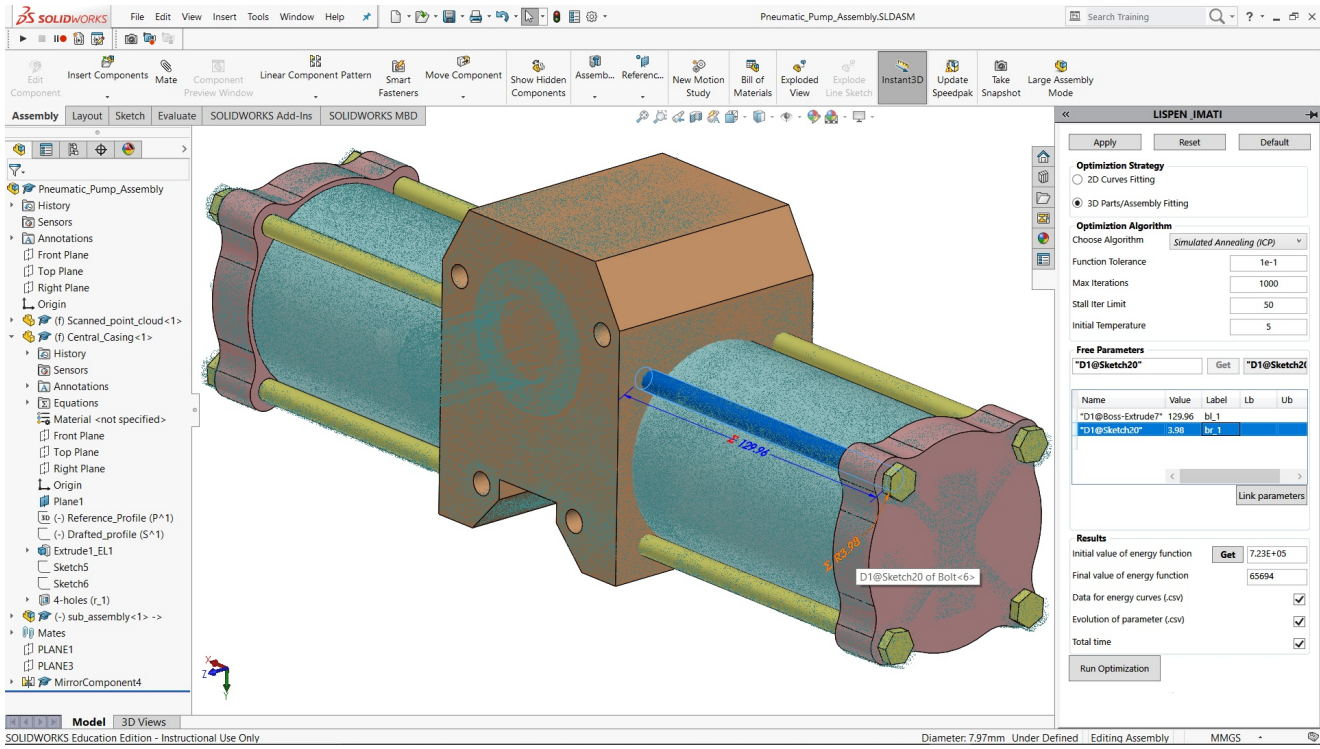 SOLIDWORKS File Edit View Insert Tools Window Help Pneumatic_Pump_Assembly.SLDASM Search Training
Edit Component
Insert Components
Mate
Component Preview Window
Linear Component Pattern
Smart Fasteners
Move Component
Show Hidden Components
Assemb...
Referenc...
New Motion Study
Bill of Materials
Exploded View
Explode Line Sketch
Instant3D
Update Speedpak
Take Snapshot
Large Assembly Mode
Assembly Layout Sketch Evaluate SOLIDWORKS Add-Ins SOLIDWORKS MBD
Pneumatic_Pump_Assembly
History
Sensors
Annotations
Front Plane
Top Plane
Right Plane
Origin
(f) Scanned_point_cloud<1>
(f) Central_Casing<1>
History
Sensors
Annotations
Equations
Material <not specified>
Front Plane
Top Plane
Right Plane
Origin
Plane1
(-) Reference_Profile (P^1)
(-) Drafted_profile (S^1)
Extrude1_EL1
Sketch5
Sketch6
4-holes (r_1)
(-) sub_assembly<1> ->
Mates
PLANE1
PLANE3
MirrorComponent4
Σ 129.96
Σ R3.98
D1@Sketch20 of Bolt<6>
X
Z
Y
LISPEN_IMATI
Apply Reset Default
Optimiztion Strategy
2D Curves Fitting
3D Parts/Assembly Fitting
Optimiztion Algorithm
Choose Algorithm Simulated Annealing (ICP)
Function Tolerance 1e-1
Max Iterations 1000
Stall Iter Limit 50
Initial Temperature 5
Free Parameters
"D1@Sketch20" Get "D1@Sketch2(
Name Value Label Lb Ub
"D1@Boss-Extrude7" 129.96 bl_1
"D1@Sketch20" 3.98 br_1
Link parameters
Results
Initial value of energy function Get 7.23E+05
Final value of energy function 65694
Data for energy curves (.csv)
Evolution of parameter (.csv)
Total time
Run Optimization
Model 3D Views
SOLIDWORKS Education Edition - Instructional Use Only Diameter: 7.97mm Under Defined Editing Assembly MMGS